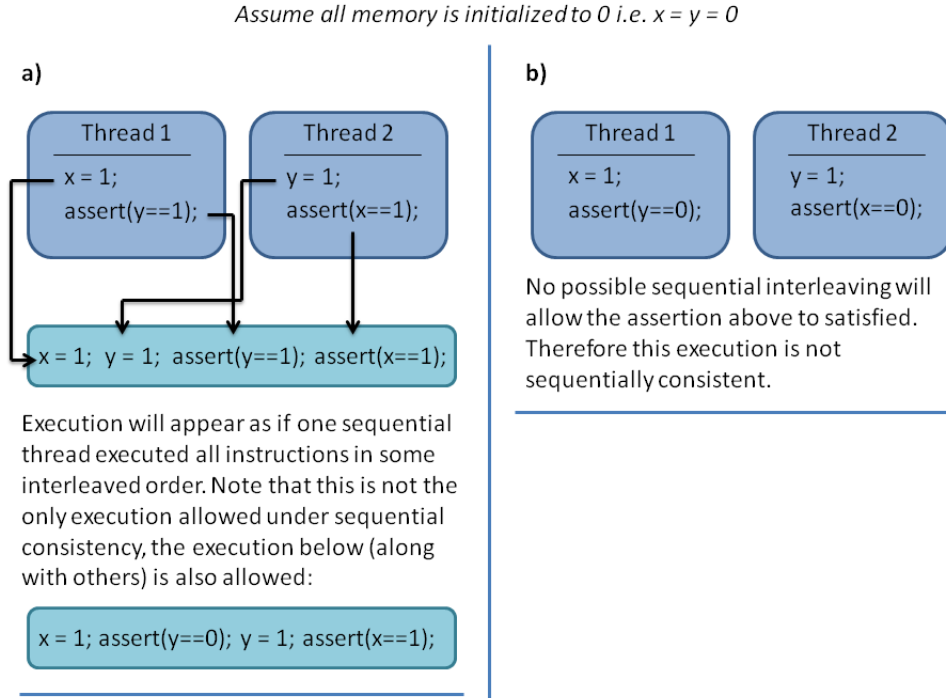 Assume all memory is initialized to 0 i.e. x = y = 0
a)
Thread 1
x = 1;
assert(y==1);
Thread 2
y = 1;
assert(x==1);
x = 1; y = 1; assert(y==1); assert(x==1);
Execution will appear as if one sequential
thread executed all instructions in some
interleaved order. Note that this is not the
only execution allowed under sequential
consistency, the execution below (along
with others) is also allowed:
x = 1; assert(y==0); y = 1; assert(x==1);
b)
Thread 1
x = 1;
assert(y==0);
Thread 2
y = 1;
assert(x==0);
No possible sequential interleaving will
allow the assertion above to satisfied.
Therefore this execution is not
sequentially consistent.